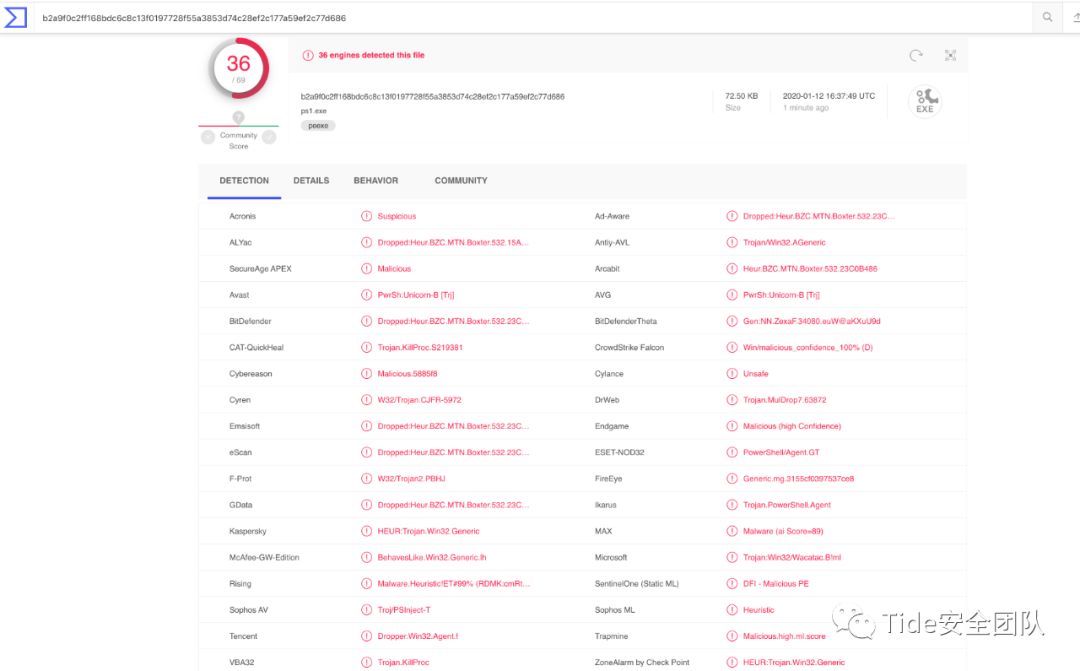 b2a9f0c2ff168bdc6c8c13f0197728f55a3853d74c28ef2c177a59ef2c77d686
36
/ 69
36 engines detected this file
b2a9f0c2ff168bdc6c8c13f0197728f55a3853d74c28ef2c177a59ef2c77d686
ps1.exe
peexe
72.50 KB
Size
2020-01-12 16:37:49 UTC
1 minute ago
EXE
?
Community
Score
DETECTION DETAILS BEHAVIOR COMMUNITY
Acronis Suspicious Ad-Aware Dropped:Heur.BZC.MTN.Boxter.532.23C...
ALYac Dropped:Heur.BZC.MTN.Boxter.532.15A... Antiy-AVL Trojan/Win32.AGeneric
SecureAge APEX Malicious Arcabit Heur.BZC.MTN.Boxter.532.23C0B486
Avast PwrSh:Unicorn-B [Trj] AVG PwrSh:Unicorn-B [Trj]
BitDefender Dropped:Heur.BZC.MTN.Boxter.532.23C... BitDefenderTheta Gen:NN.ZexaF.34080.euW@aKXuU9d
CAT-QuickHeal Trojan.KillProc.S219381 CrowdStrike Falcon Win/malicious_confidence_100% (D)
Cybereason Malicious.5885f8 Cylance Unsafe
Cyren W32/Trojan.CJFR-5972 DrWeb Trojan.MulDrop7.63872
Emsisoft Dropped:Heur.BZC.MTN.Boxter.532.23C... Endgame Malicious (high Confidence)
eScan Dropped:Heur.BZC.MTN.Boxter.532.23C... ESET-NOD32 PowerShell/Agent.GT
F-Prot W32/Trojan2.PBHJ FireEye Generic.mg.3155cf0397537ce8
GData Dropped:Heur.BZC.MTN.Boxter.532.23C... Ikarus Trojan.PowerShell.Agent
Kaspersky HEUR:Trojan.Win32.Generic MAX Malware (ai Score=89)
McAfee-GW-Edition BehavesLike.Win32.Generic.lh Microsoft Trojan:Win32/Wacatac.B!ml
Rising Malware.Heuristic!ET#99% (RDMK:cmRt... SentinelOne (Static ML) DFI - Malicious PE
Sophos AV Troj/PSInject-T Sophos ML Heuristic
Tencent Dropper.Win32.Agent.f Trapmine Malicious.high.ml.score
VBA32 Trojan.KillProc ZoneAlarm by Check Point HEUR:Trojan.Win32.Generic
Tide安全团队